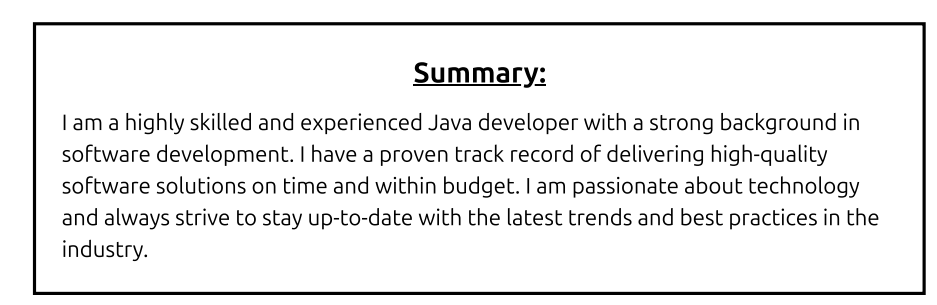 Summary:
I am a highly skilled and experienced Java developer with a strong background in
software development. I have a proven track record of delivering high-quality
software solutions on time and within budget. I am passionate about technology
and always strive to stay up-to-date with the latest trends and best practices in the
industry.